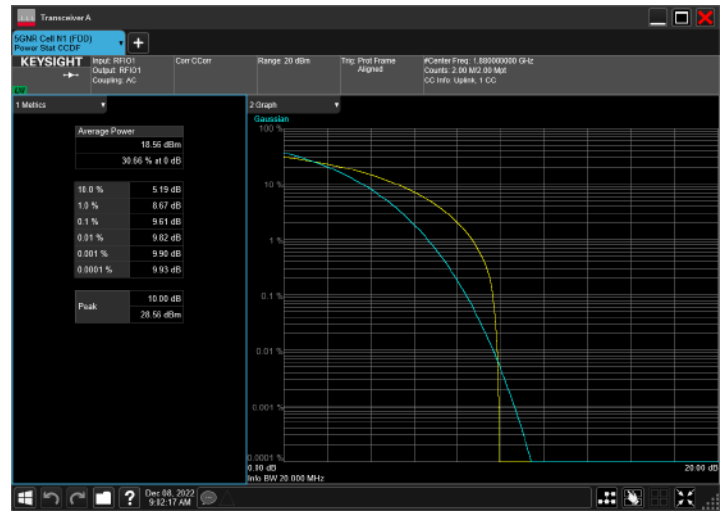 Transceiver A
5GNR Cell N1 (FDD)
Power Stat CCDF
KEYSIGHT
Input: RFIO1
Output: RFIO1
Coupling: AC
Corr CCorr
Range: 20 dBm
Trig: Prot Frame
Aligned
#Center Freq: 1.880000000 GHz
Counts: 2.00 M/2.00 Mpt
CC Info: Uplink, 1 CC
1 Metrics
Average Power
18.56 dBm
30.66 % at 0 dB
10.0 % 5.19 dB
1.0 % 8.67 dB
0.1 % 9.61 dB
0.01 % 9.82 dB
0.001 % 9.90 dB
0.0001 % 9.93 dB
Peak
10.00 dB
28.56 dBm
2 Graph
Gaussian
100 %
10 %
1 %
0.1 %
0.01 %
0.001 %
0.0001 %
0.00 dB
20.00 dB
Info BW 20.000 MHz
Dec 08, 2022
9:02:17 AM